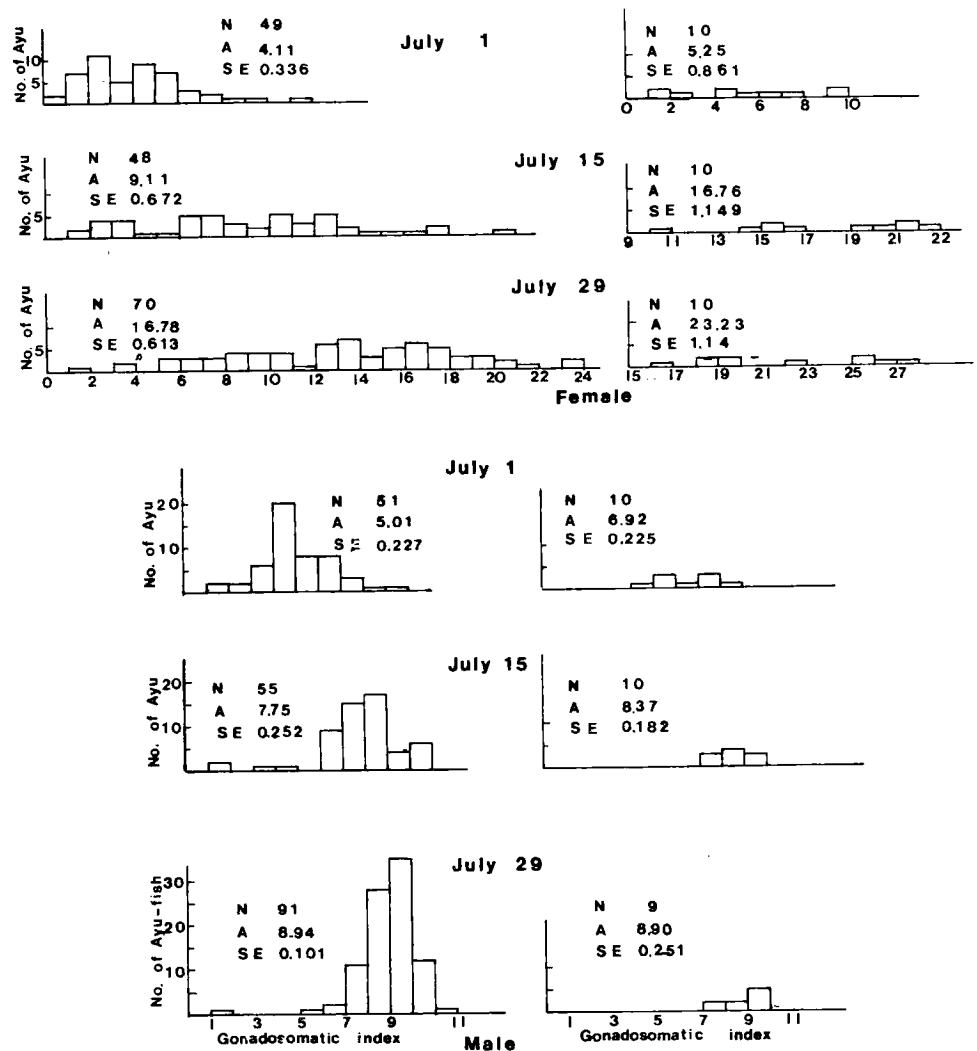 July 1
No. of Ayu
10
5
N 49
A 4.11
SE 0.336
N 10
A 5.25
SE 0.861
0 2 4 6 8 10
July 15
No. of Ayu
5
N 48
A 9.11
SE 0.672
N 10
A 16.76
SE 1.149
9 11 13 15 17 19 21 22
July 29
No. of Ayu
5
N 70
A 16.78
SE 0.613
0 2 4 6 8 10 12 14 16 18 20 22 24
N 10
A 23.23
SE 1.14
15 17 19 21 23 25 27
Female
July 1
No. of Ayu
20
10
N 51
A 5.01
SE 0.227
N 10
A 6.92
SE 0.225
July 15
No. of Ayu
20
10
N 55
A 7.75
SE 0.252
N 10
A 8.37
SE 0.182
July 29
No. of Ayu-fish
30
20
10
N 91
A 8.94
SE 0.101
1 3 5 7 9 11
Gonadosomatic index
N 9
A 8.90
SE 0.251
1 3 5 7 9 11
Gonadosomatic index
Male